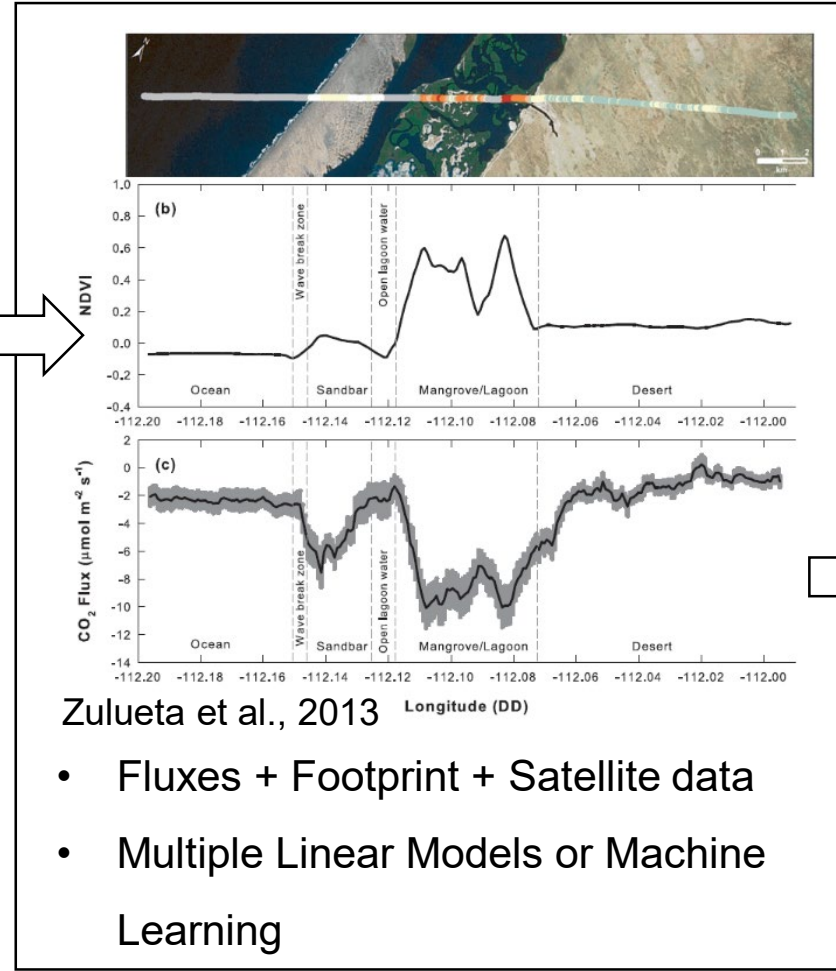 N
0 1 2
km
1.0
0.8
0.6
0.4
0.2
0.0
-0.2
-0.4
NDVI
(b)
Wave break zone
Open lagoon water
Ocean Sandbar Mangrove/Lagoon Desert
-112.20 -112.18 -112.16 -112.14 -112.12 -112.10 -112.08 -112.06 -112.04 -112.02 -112.00
2
0
-2
-4
-6
-8
-10
-12
-14
CO₂ Flux (μmol m⁻² s⁻¹)
(c)
Wave break zone
Open lagoon water
Ocean Sandbar Mangrove/Lagoon Desert
-112.20 -112.18 -112.16 -112.14 -112.12 -112.10 -112.08 -112.06 -112.04 -112.02 -112.00
Zulueta et al., 2013 Longitude (DD)
• Fluxes + Footprint + Satellite data
• Multiple Linear Models or Machine
Learning